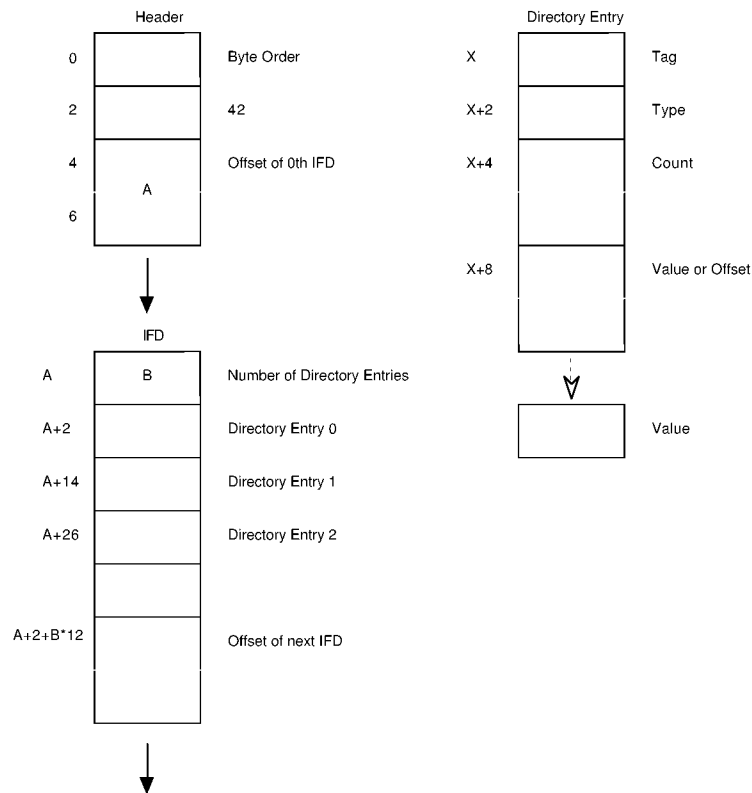 Header
0 Byte Order
2 42
4 Offset of 0th IFD
A
6
IFD
A B Number of Directory Entries
A+2 Directory Entry 0
A+14 Directory Entry 1
A+26 Directory Entry 2
A+2+B*12 Offset of next IFD
Directory Entry
X Tag
X+2 Type
X+4 Count
X+8 Value or Offset
Value